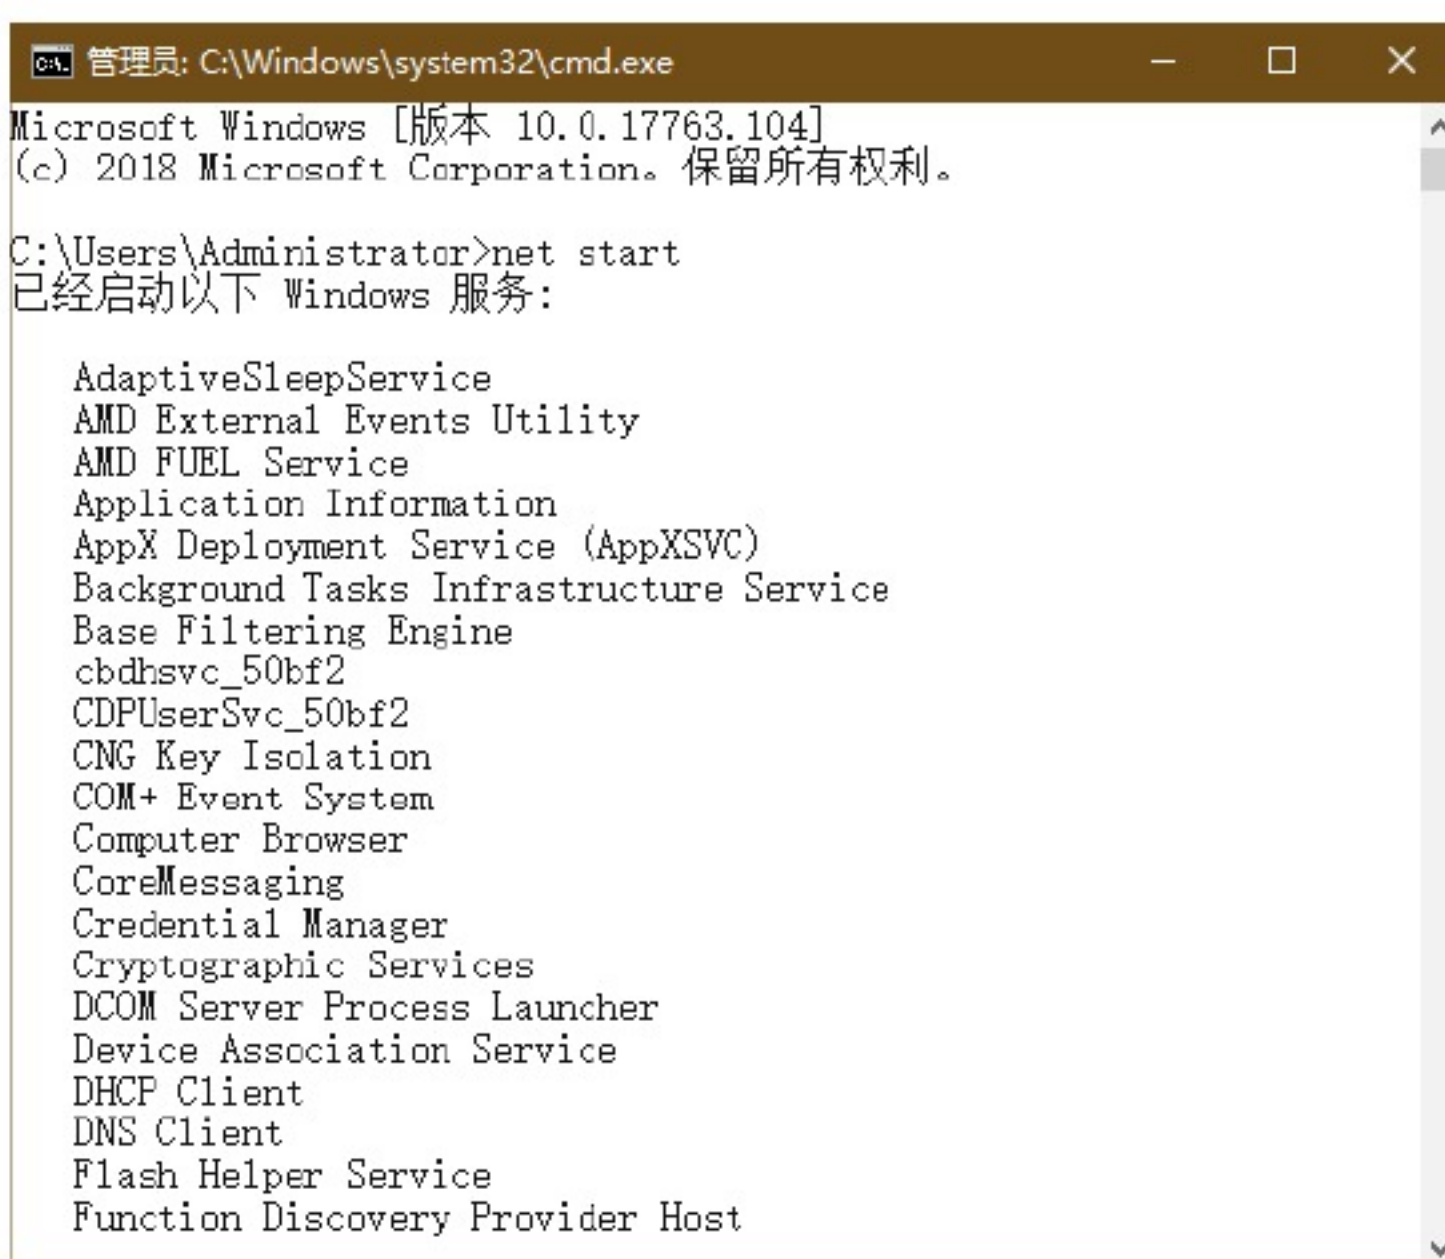 管理员: C:\Windows\system32\cmd.exe
Microsoft Windows [版本 10.0.17763.104]
(c) 2018 Microsoft Corporation。保留所有权利。
C:\Users\Administrator>net start
已经启动以下 Windows 服务:
AdaptiveSleepService
AMD External Events Utility
AMD FUEL Service
Application Information
AppX Deployment Service (AppXSVC)
Background Tasks Infrastructure Service
Base Filtering Engine
cbdhsvc_50bf2
CDPUserSvc_50bf2
CNG Key Isolation
COM+ Event System
Computer Browser
CoreMessaging
Credential Manager
Cryptographic Services
DCOM Server Process Launcher
Device Association Service
DHCP Client
DNS Client
Flash Helper Service
Function Discovery Provider Host